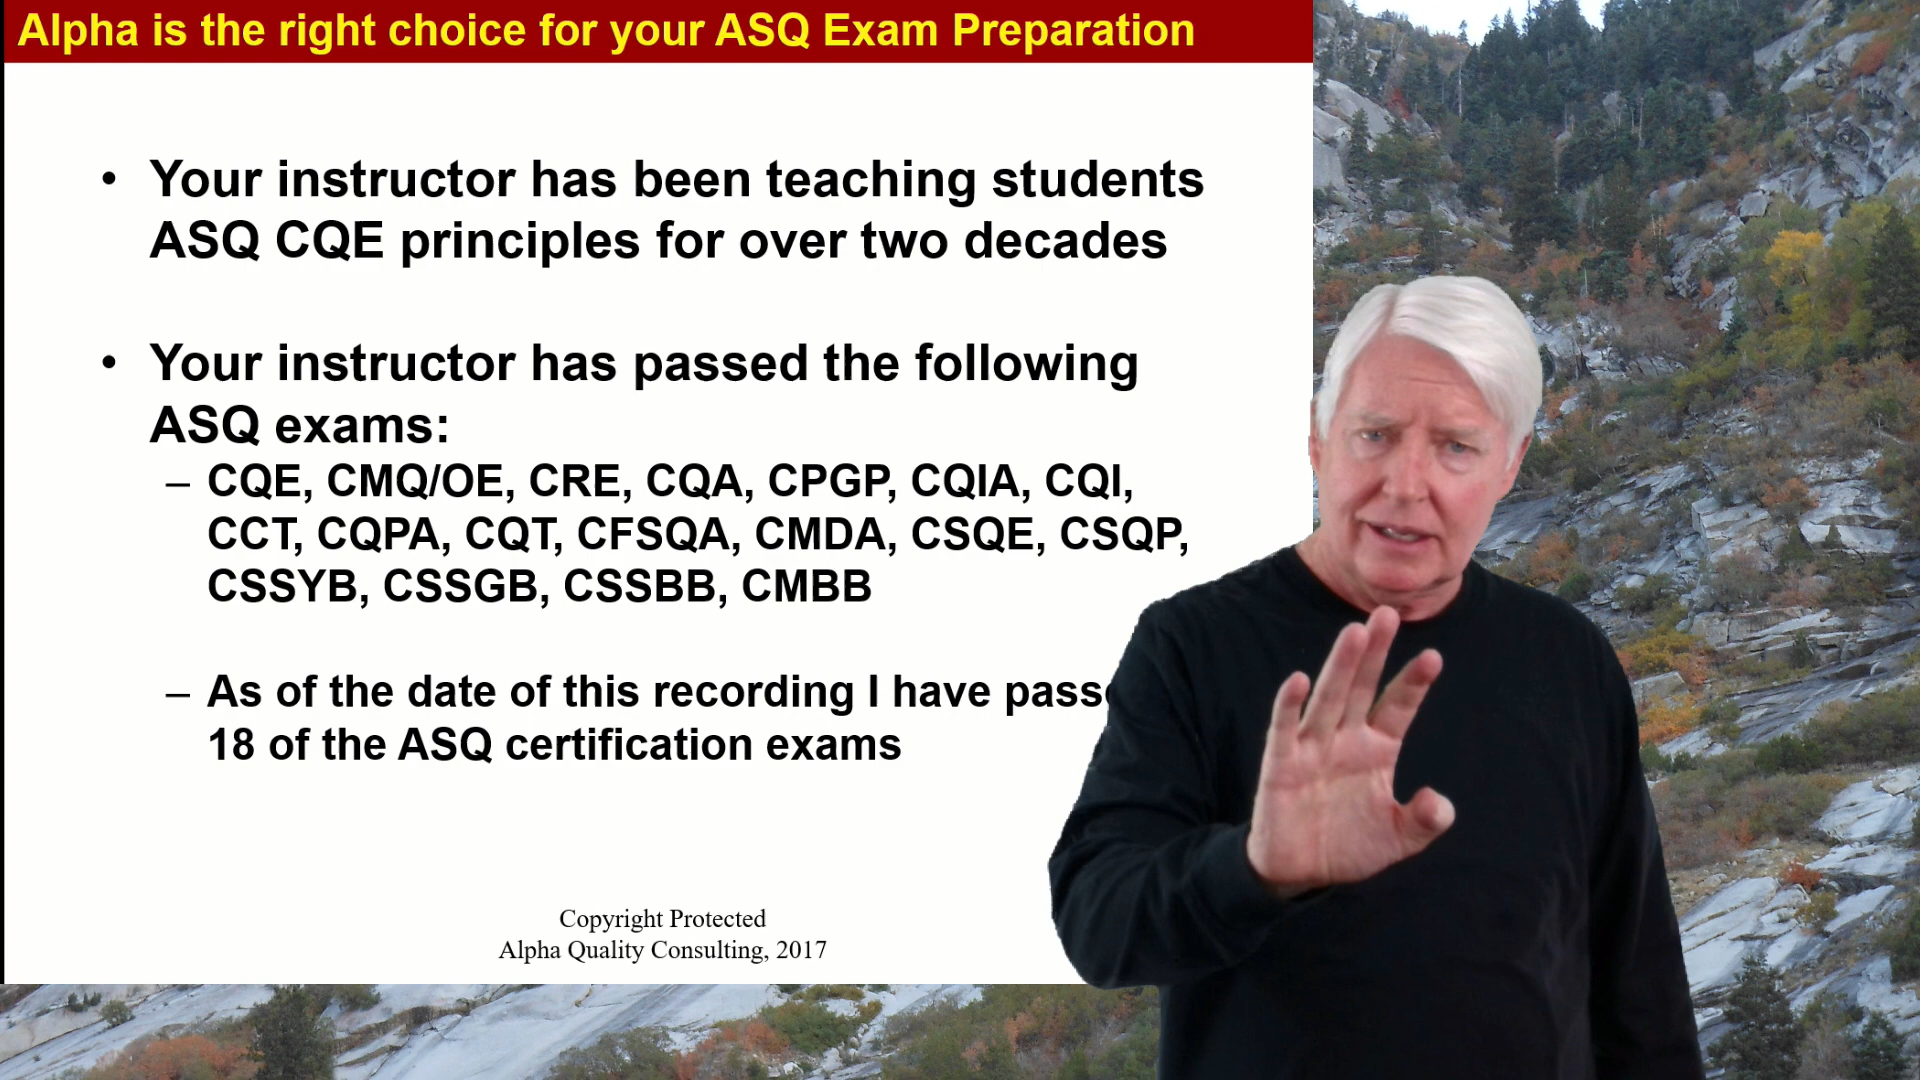 Alpha is the right choice for your ASQ Exam Preparation
• Your instructor has been teaching students
ASQ CQE principles for over two decades
• Your instructor has passed the following
ASQ exams:
– CQE, CMQ/OE, CRE, CQA, CPGP, CQIA, CQI,
CCT, CQPA, CQT, CFSQA, CMDA, CSQE, CSQP,
CSSYB, CSSGB, CSSBB, CMBB
– As of the date of this recording I have
18 of the ASQ certification exams
Copyright Protected
Alpha Quality Consulting, 2017